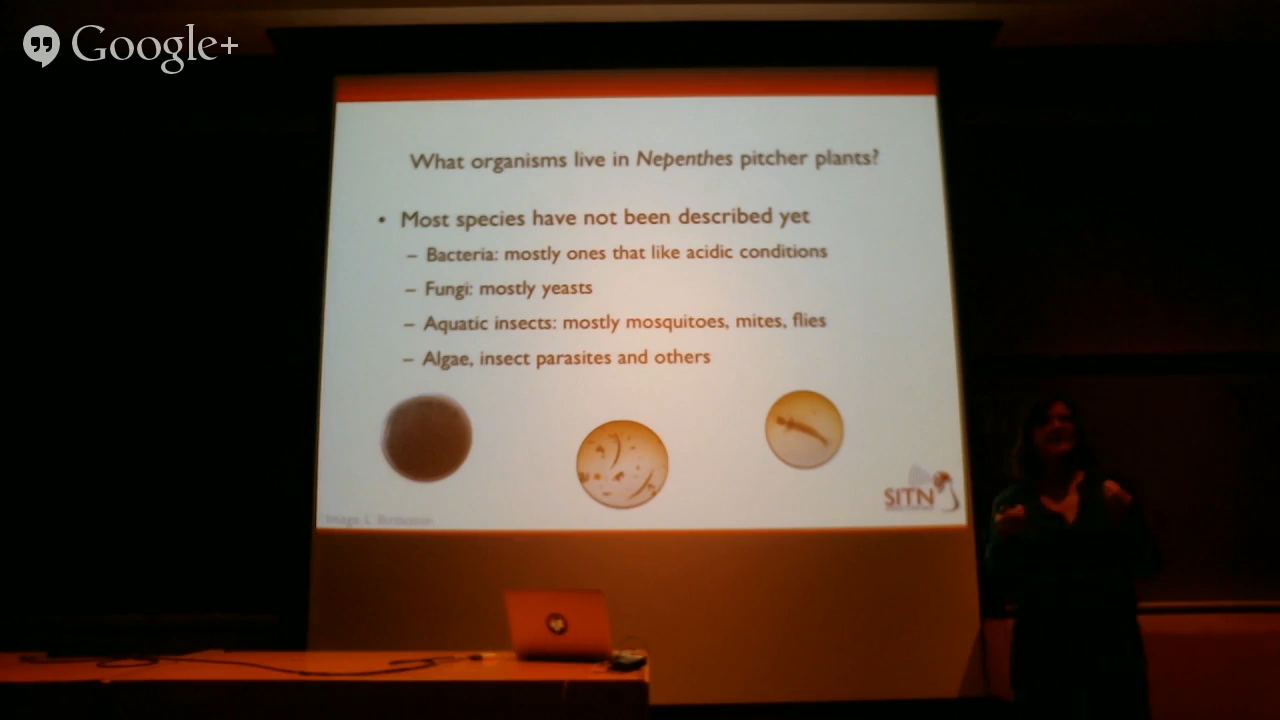 Google+
What organisms live in Nepenthes pitcher plants?
• Most species have not been described yet
– Bacteria: mostly ones that like acidic conditions
– Fungi: mostly yeasts
– Aquatic insects: mostly mosquitoes, mites, flies
– Algae, insect parasites and others
SITN